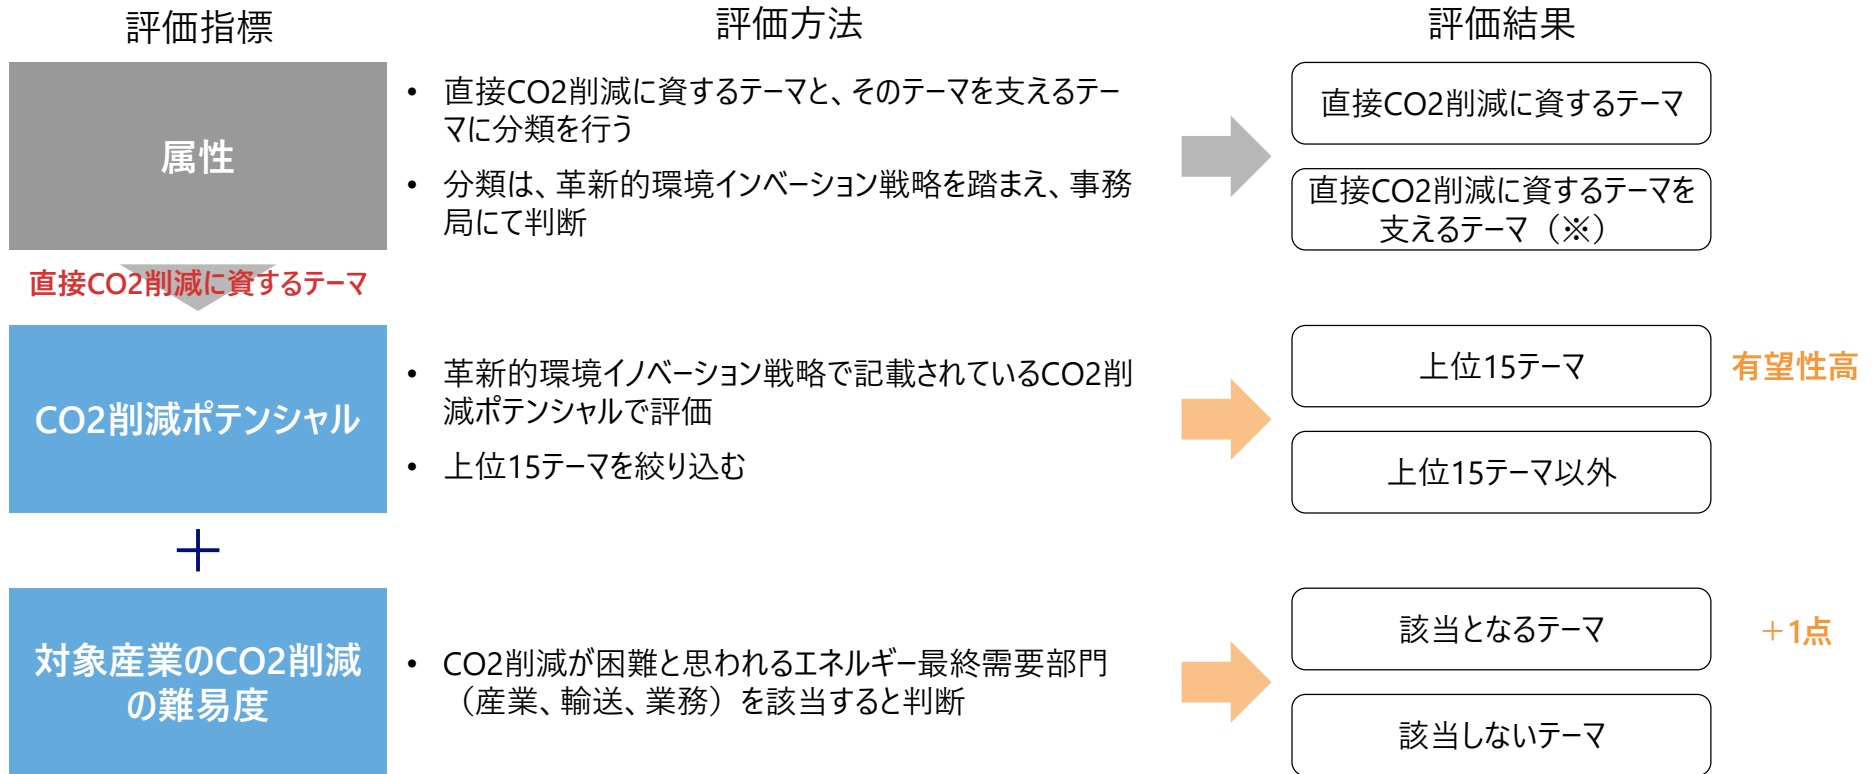 評価指標
評価方法
評価結果
属性
• 直接CO2削減に資するテーマと、そのテーマを支えるテー
マに分類を行う
• 分類は、革新的環境インベーション戦略を踏まえ、事務
局にて判断
直接CO2削減に資するテーマ
直接CO2削減に資するテーマを
支えるテーマ（※）
直接CO2削減に資するテーマ
CO2削減ポテンシャル
• 革新的環境イノベーション戦略で記載されているCO2削
減ポテンシャルで評価
• 上位15テーマを絞り込む
上位15テーマ
有望性高
上位15テーマ以外
＋
対象産業のCO2削減
の難易度
• CO2削減が困難と思われるエネルギー最終需要部門
（産業、輸送、業務）を該当すると判断
該当となるテーマ
＋1点
該当しないテーマ